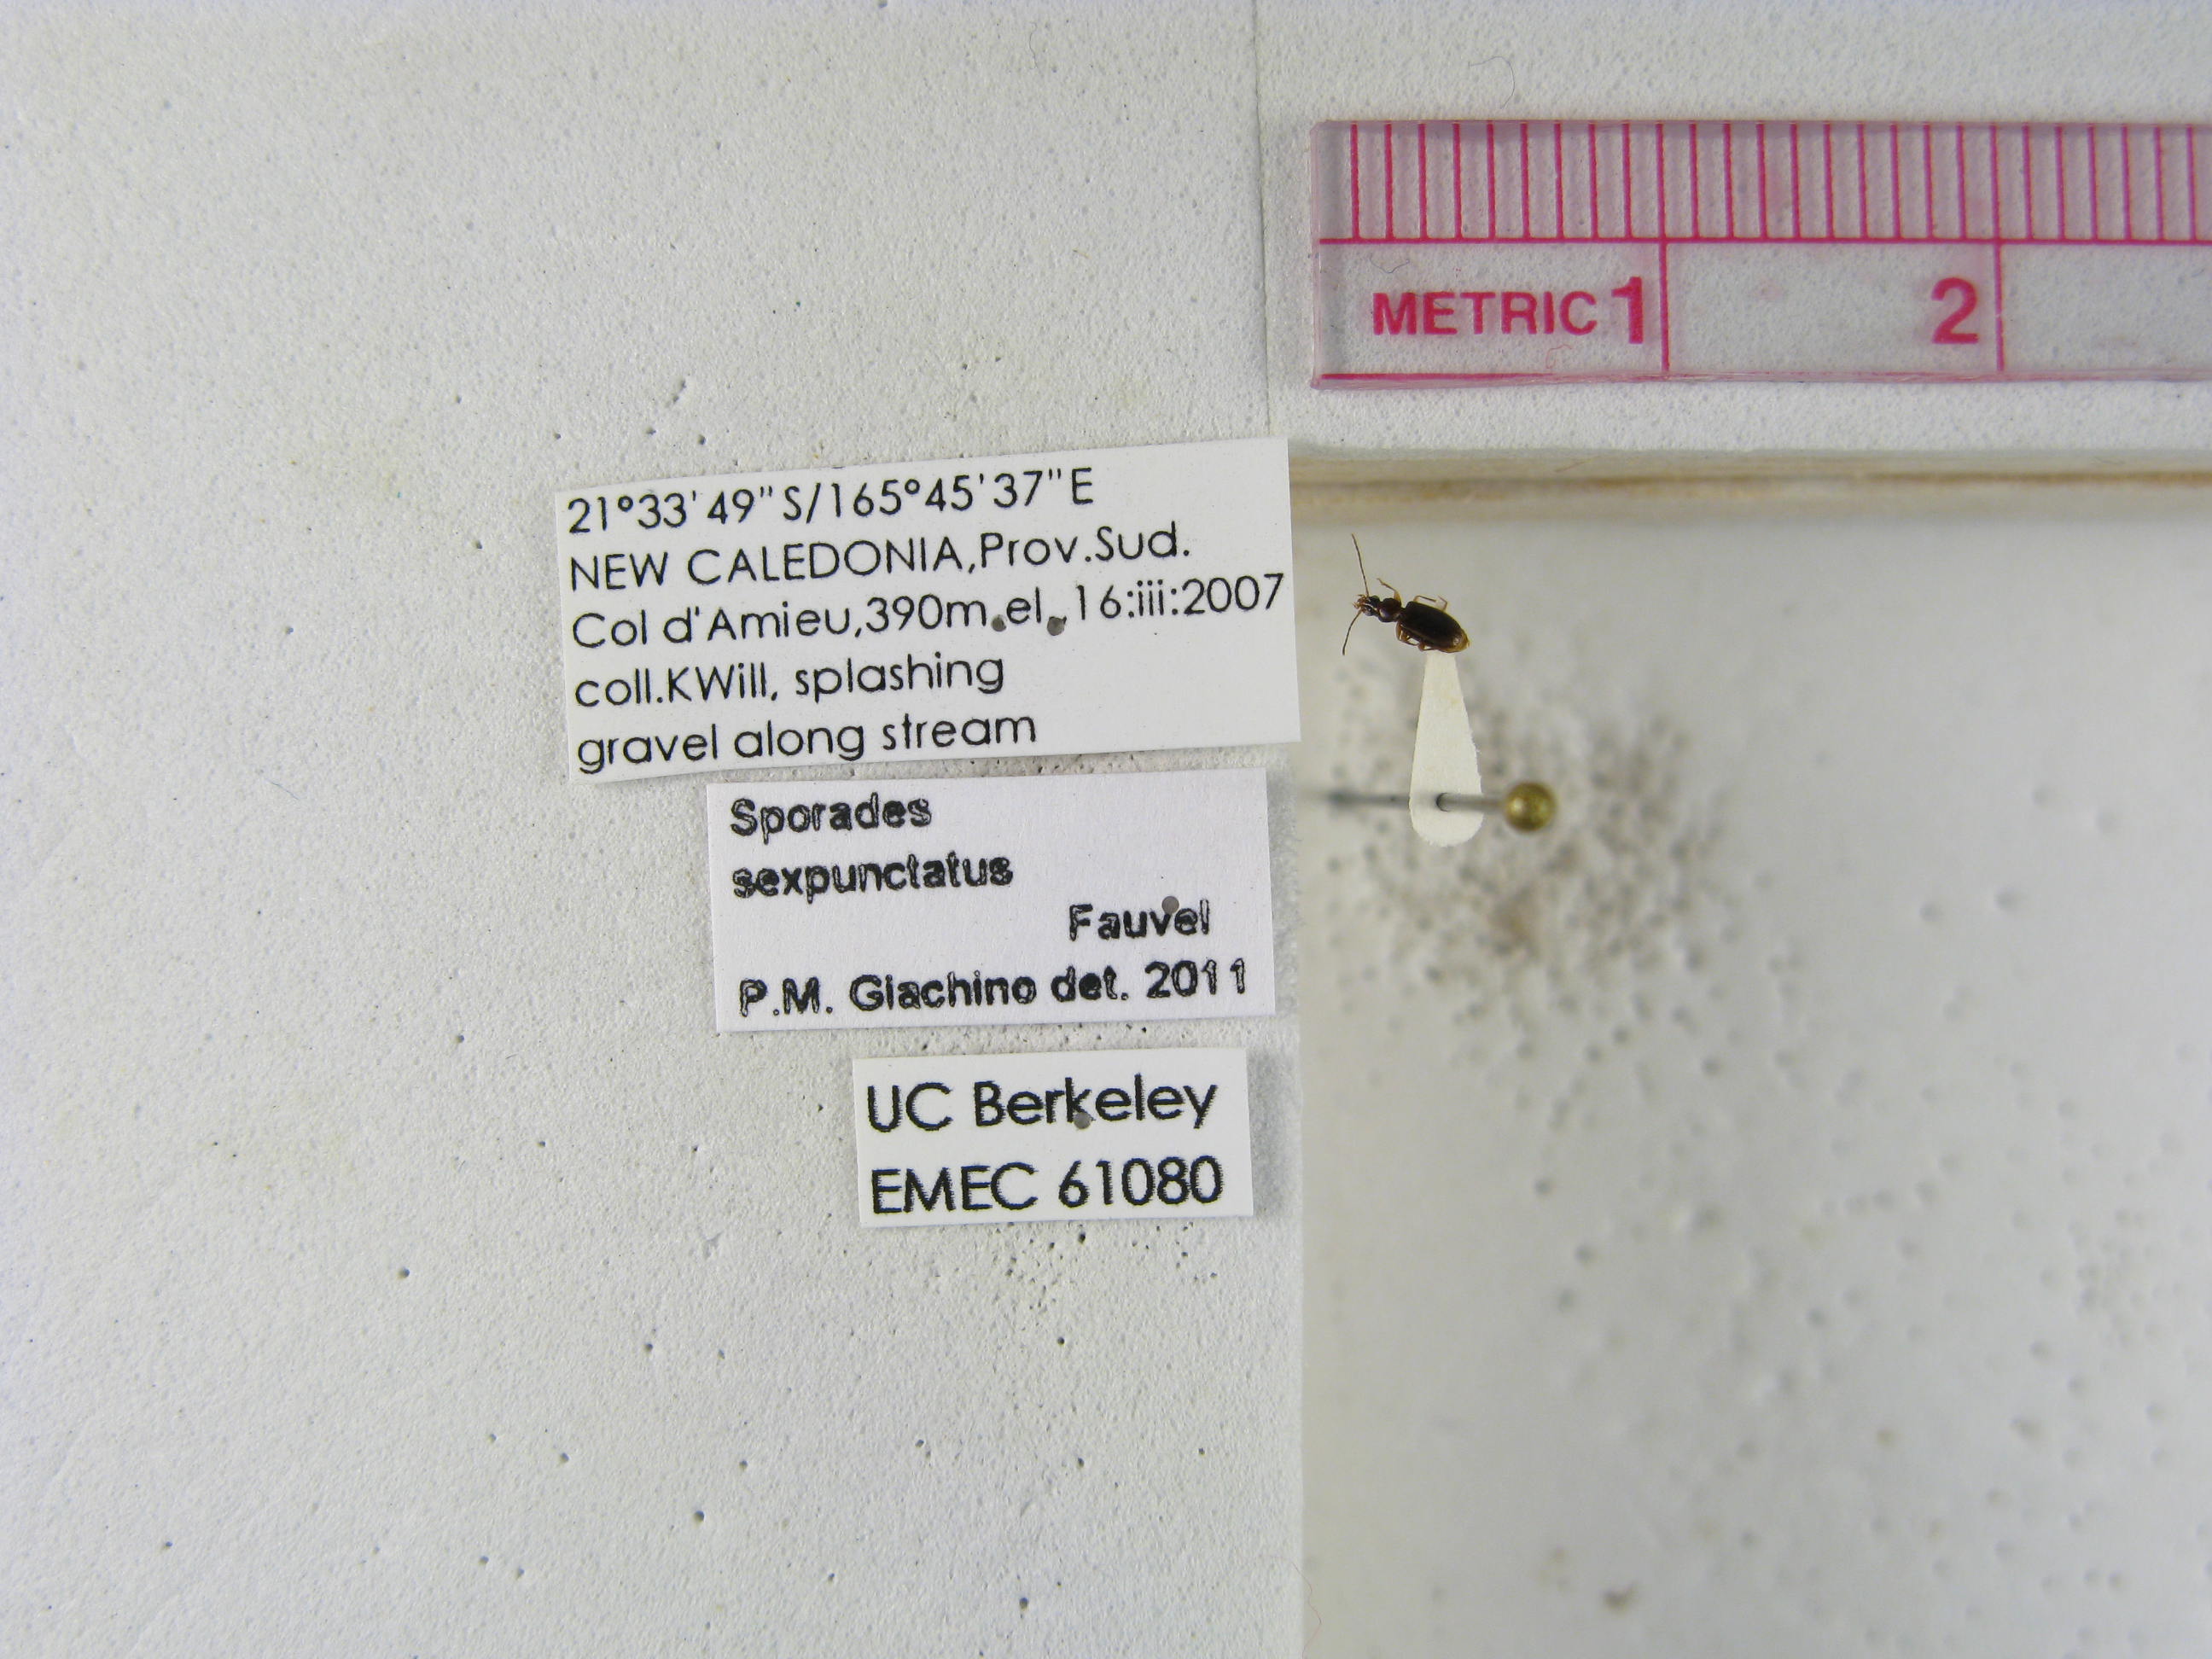 METRIC 1 2
21°33'49"S/165°45'37"E
NEW CALEDONIA,Prov.Sud.
Col d'Amieu,390m.el. 16:iii:2007
coll.KWill, splashing
gravel along stream
Sporades
sexpunctatus
Fauvel
P.M. Giachino det. 2011
UC Berkeley
EMEC 61080